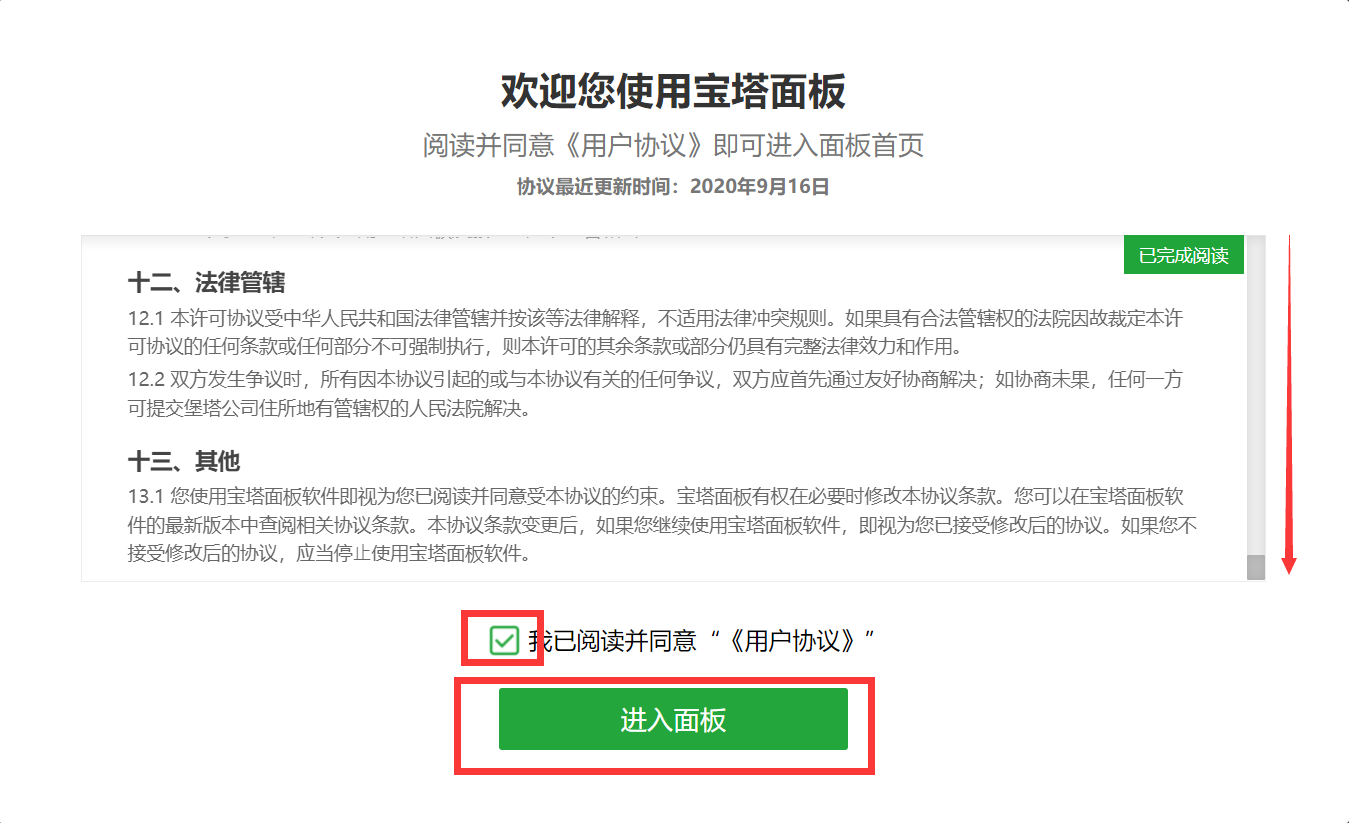 欢迎您使用宝塔面板
阅读并同意《用户协议》即可进入面板首页
协议最近更新时间：2020年9月16日
已完成阅读
十二、法律管辖
12.1 本许可协议受中华人民共和国法律管辖并按该等法律解释，不适用法律冲突规则。如果具有合法管辖权的法院因故裁定本许
可协议的任何条款或任何部分不可强制执行，则本许可的其余条款或部分仍具有完整法律效力和作用。
12.2 双方发生争议时，所有因本协议引起的或与本协议有关的任何争议，双方应首先通过友好协商解决；如协商未果，任何一方
可提交堡塔公司住所地有管辖权的人民法院解决。
十三、其他
13.1 您使用宝塔面板软件即视为您已阅读并同意受本协议的约束。宝塔面板有权在必要时修改本协议条款。您可以在宝塔面板软
件的最新版本中查阅相关协议条款。本协议条款变更后，如果您继续使用宝塔面板软件，即视为您已接受修改后的协议。如果您不
接受修改后的协议，应当停止使用宝塔面板软件。
我已阅读并同意“《用户协议》”
进入面板